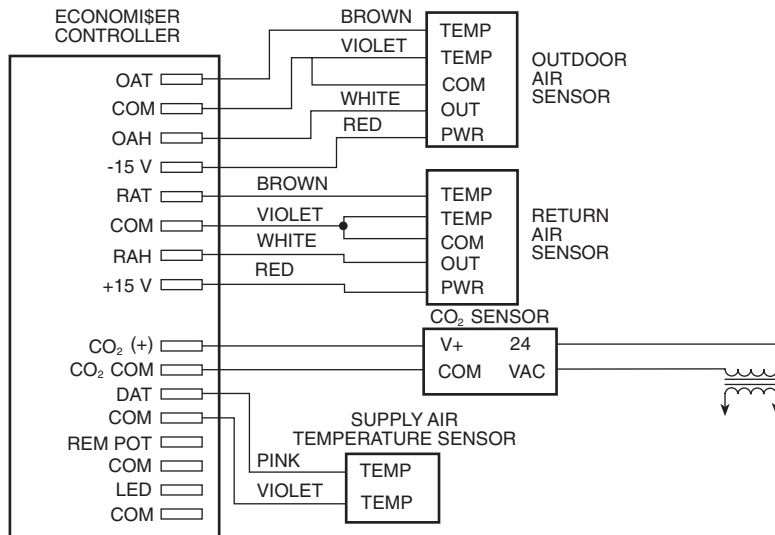 ECONOMI$ER
CONTROLLER
OAT
COM
OAH
-15 V
RAT
COM
RAH
+15 V
CO₂ (+)
CO₂ COM
DAT
COM
REM POT
COM
LED
COM
BROWN
VIOLET
WHITE
RED
TEMP
TEMP
COM
OUT
PWR
OUTDOOR
AIR
SENSOR
BROWN
VIOLET
WHITE
RED
TEMP
TEMP
COM
OUT
PWR
RETURN
AIR
SENSOR
CO₂ SENSOR
V+ 24
COM VAC
SUPPLY AIR
TEMPERATURE SENSOR
PINK
VIOLET
TEMP
TEMP